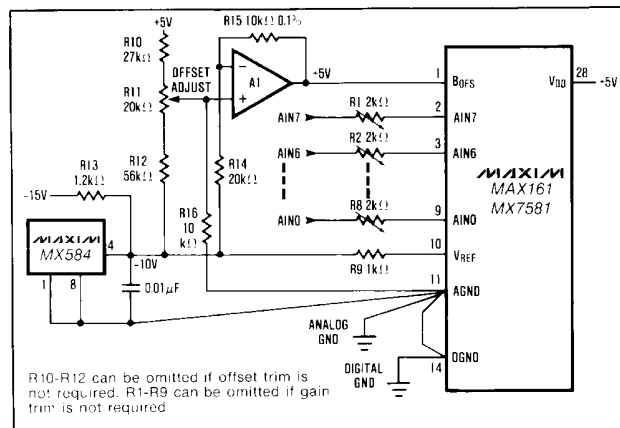 R15 10kΩ 0.1%
+5V
R10
27kΩ
R11
20kΩ
OFFSET
ADJUST
R12
56kΩ
−
+
A1
+5V
R13
1.2kΩ
-15V
R14
20kΩ
R16
10
kΩ
MAXIM
MX584
4
1
8
-10V
0.01µF
AIN7
R1 2kΩ
AIN6
R2 2kΩ
AIN0
R8 2kΩ
R9 1kΩ
1
BOFS
2
AIN7
3
AIN6
9
AIN0
10
VREF
11
AGND
14
DGND
VDD
28
+5V
MAXIM
MAX161
MX7581
ANALOG
GND
DIGITAL
GND
R10-R12 can be omitted if offset trim is
not required. R1-R9 can be omitted if gain
trim is not required